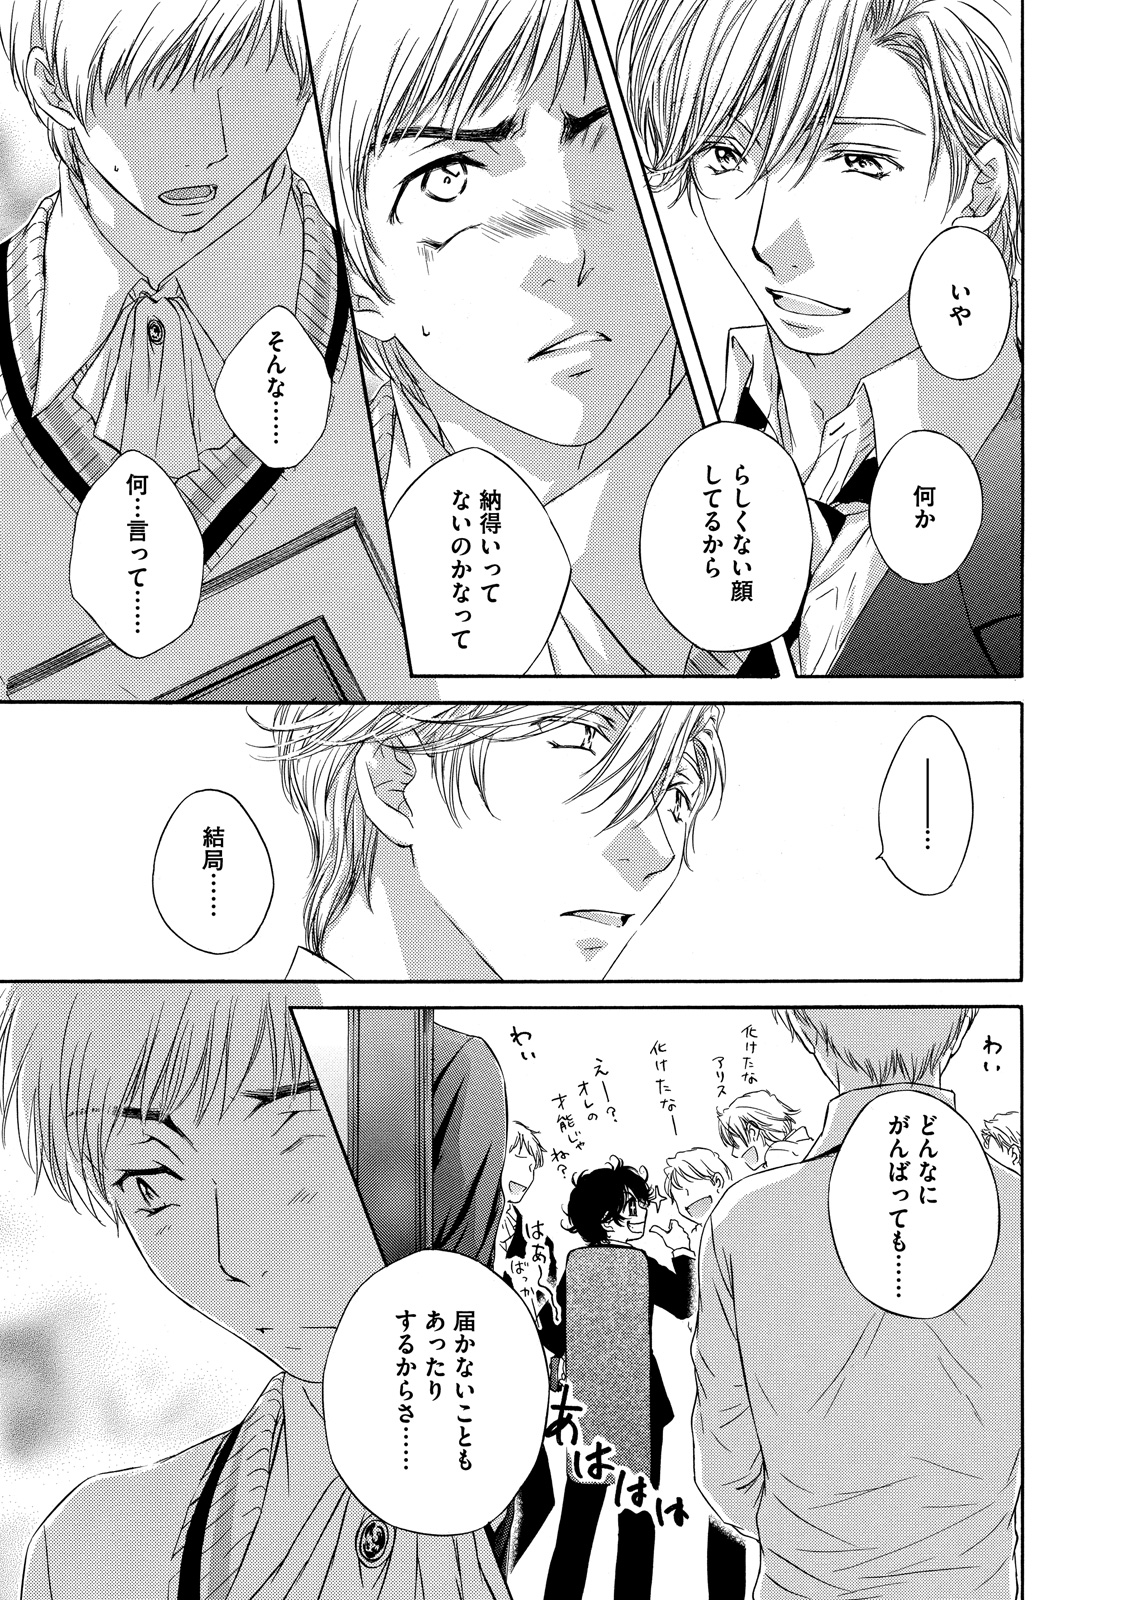 いや
何か
らしくない顔
してるから
納得いって
ないのかなって
そんな……
何…言って……
──…
結局……
どんなに
がんばっても……
わい
化けたな
アリス
化けたなー
えー？
オレの
才能じゃ
ね？
わい
はあ〜
ばっか
あははは
届かないことも
あったり
するからさ……